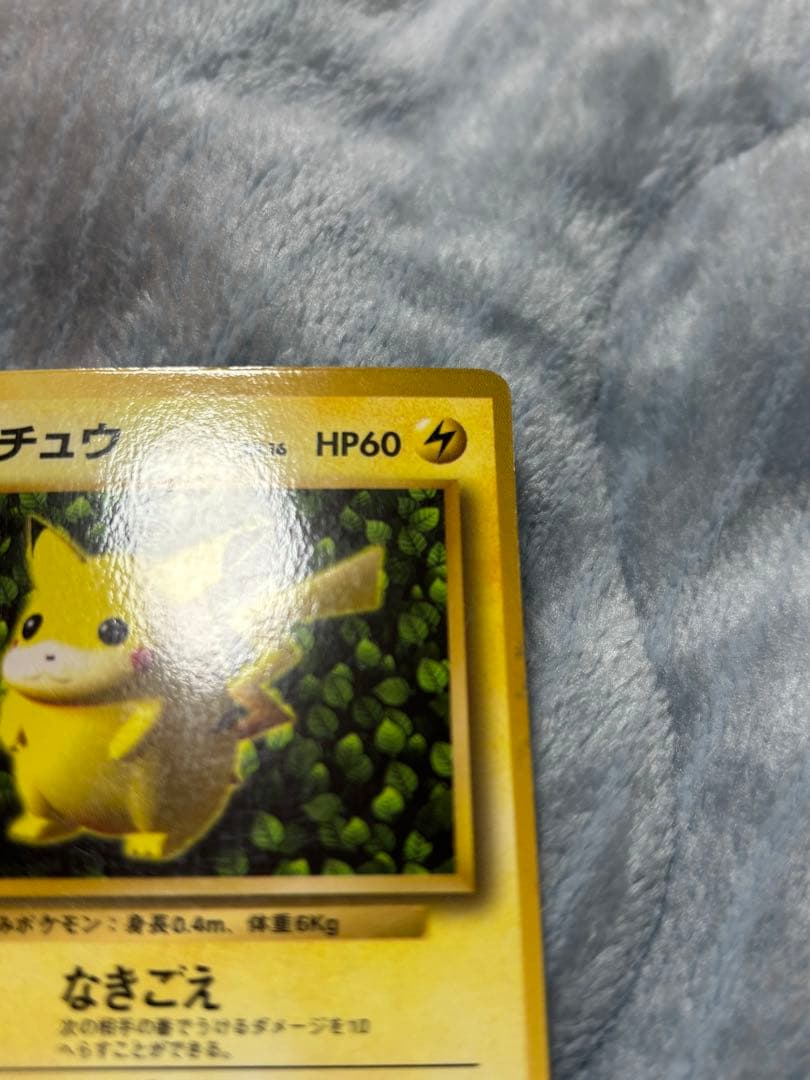 チュウ 16 HP60
みポケモン：身長0.4m、体重6Kg
なきごえ
次の相手の番でうけるダメージを10
へらすことができる。